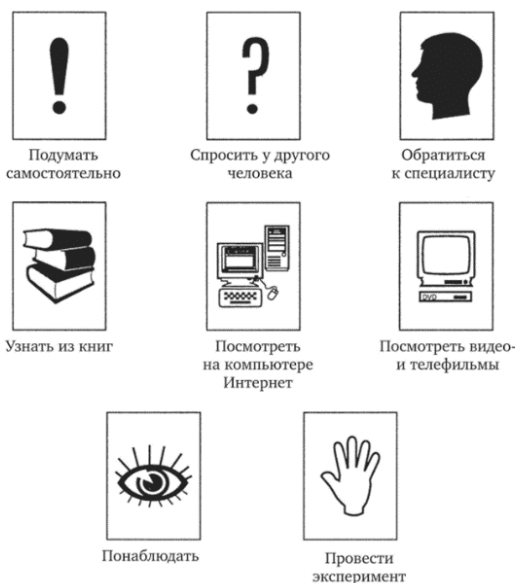 Подумать
самостоятельно
Спросить у другого
человека
Обратиться
к специалисту
DVD
Узнать из книг
Посмотреть
на компьютере
Интернет
Посмотреть видео-
и телефильмы
Понаблюдать
Провести
эксперимент